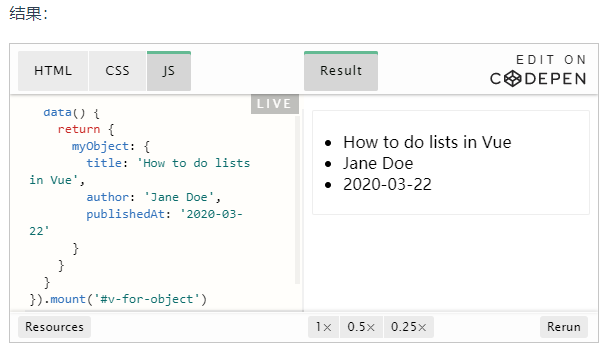 结果：
HTML CSS JS Result EDIT ON
CODEPEN
LIVE
data() {
return {
myObject: {
title: 'How to do lists
in Vue',
author: 'Jane Doe',
publishedAt: '2020-03-
22'
}
}
}
}).mount('#v-for-object')
How to do lists in Vue
Jane Doe
2020-03-22
Resources 1× 0.5× 0.25× Rerun